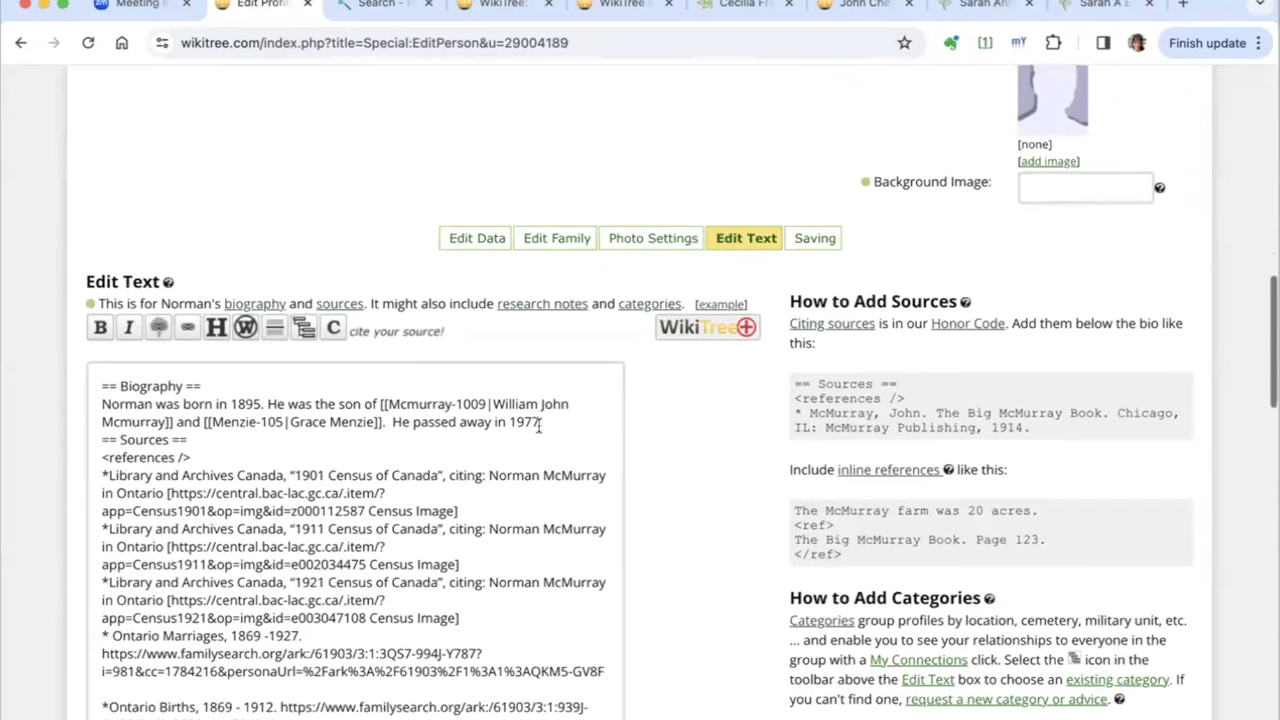 Meeting
Edit Profi
Search -
WikiTree:
WikiTree
Cecilia Fr
John Che
Sarah Ann
Sarah A E
wikitree.com/index.php?title=Special:EditPerson&u=29004189
Finish update
[none]
[add image]
Background Image:
Edit Data
Edit Family
Photo Settings
Edit Text
Saving
Edit Text
This is for Norman's biography and sources. It might also include research notes and categories. [example]
B I H W C cite your source!
WikiTree+
== Biography ==
Norman was born in 1895. He was the son of [[Mcmurray-1009|William John
Mcmurray]] and [[Menzie-105|Grace Menzie]]. He passed away in 1977.
== Sources ==
<references />
*Library and Archives Canada, “1901 Census of Canada”, citing: Norman McMurray
in Ontario [https://central.bac-lac.gc.ca/.item/?
app=Census1901&op=img&id=z000112587 Census Image]
*Library and Archives Canada, “1911 Census of Canada”, citing: Norman McMurray
in Ontario [https://central.bac-lac.gc.ca/.item/?
app=Census1911&op=img&id=e002034475 Census Image]
*Library and Archives Canada, “1921 Census of Canada”, citing: Norman McMurray
in Ontario [https://central.bac-lac.gc.ca/.item/?
app=Census1921&op=img&id=e003047108 Census Image]
* Ontario Marriages, 1869 -1927.
https://www.familysearch.org/ark:/61903/3:1:3QS7-994J-Y787?
i=981&cc=1784216&personaUrl=%2Fark%3A%2F61903%2F1%3A1%3AQKM5-GV8F
*Ontario Births, 1869 - 1912. https://www.familysearch.org/ark:/61903/3:1:939J-
How to Add Sources
Citing sources is in our Honor Code. Add them below the bio like
this:
== Sources ==
<references />
* McMurray, John. The Big McMurray Book. Chicago,
IL: McMurray Publishing, 1914.
Include inline references like this:
The McMurray farm was 20 acres.
<ref>
The Big McMurray Book. Page 123.
</ref>
How to Add Categories
Categories group profiles by location, cemetery, military unit, etc.
... and enable you to see your relationships to everyone in the
group with a My Connections click. Select the icon in the
toolbar above the Edit Text box to choose an existing category. If
you can't find one, request a new category or advice.